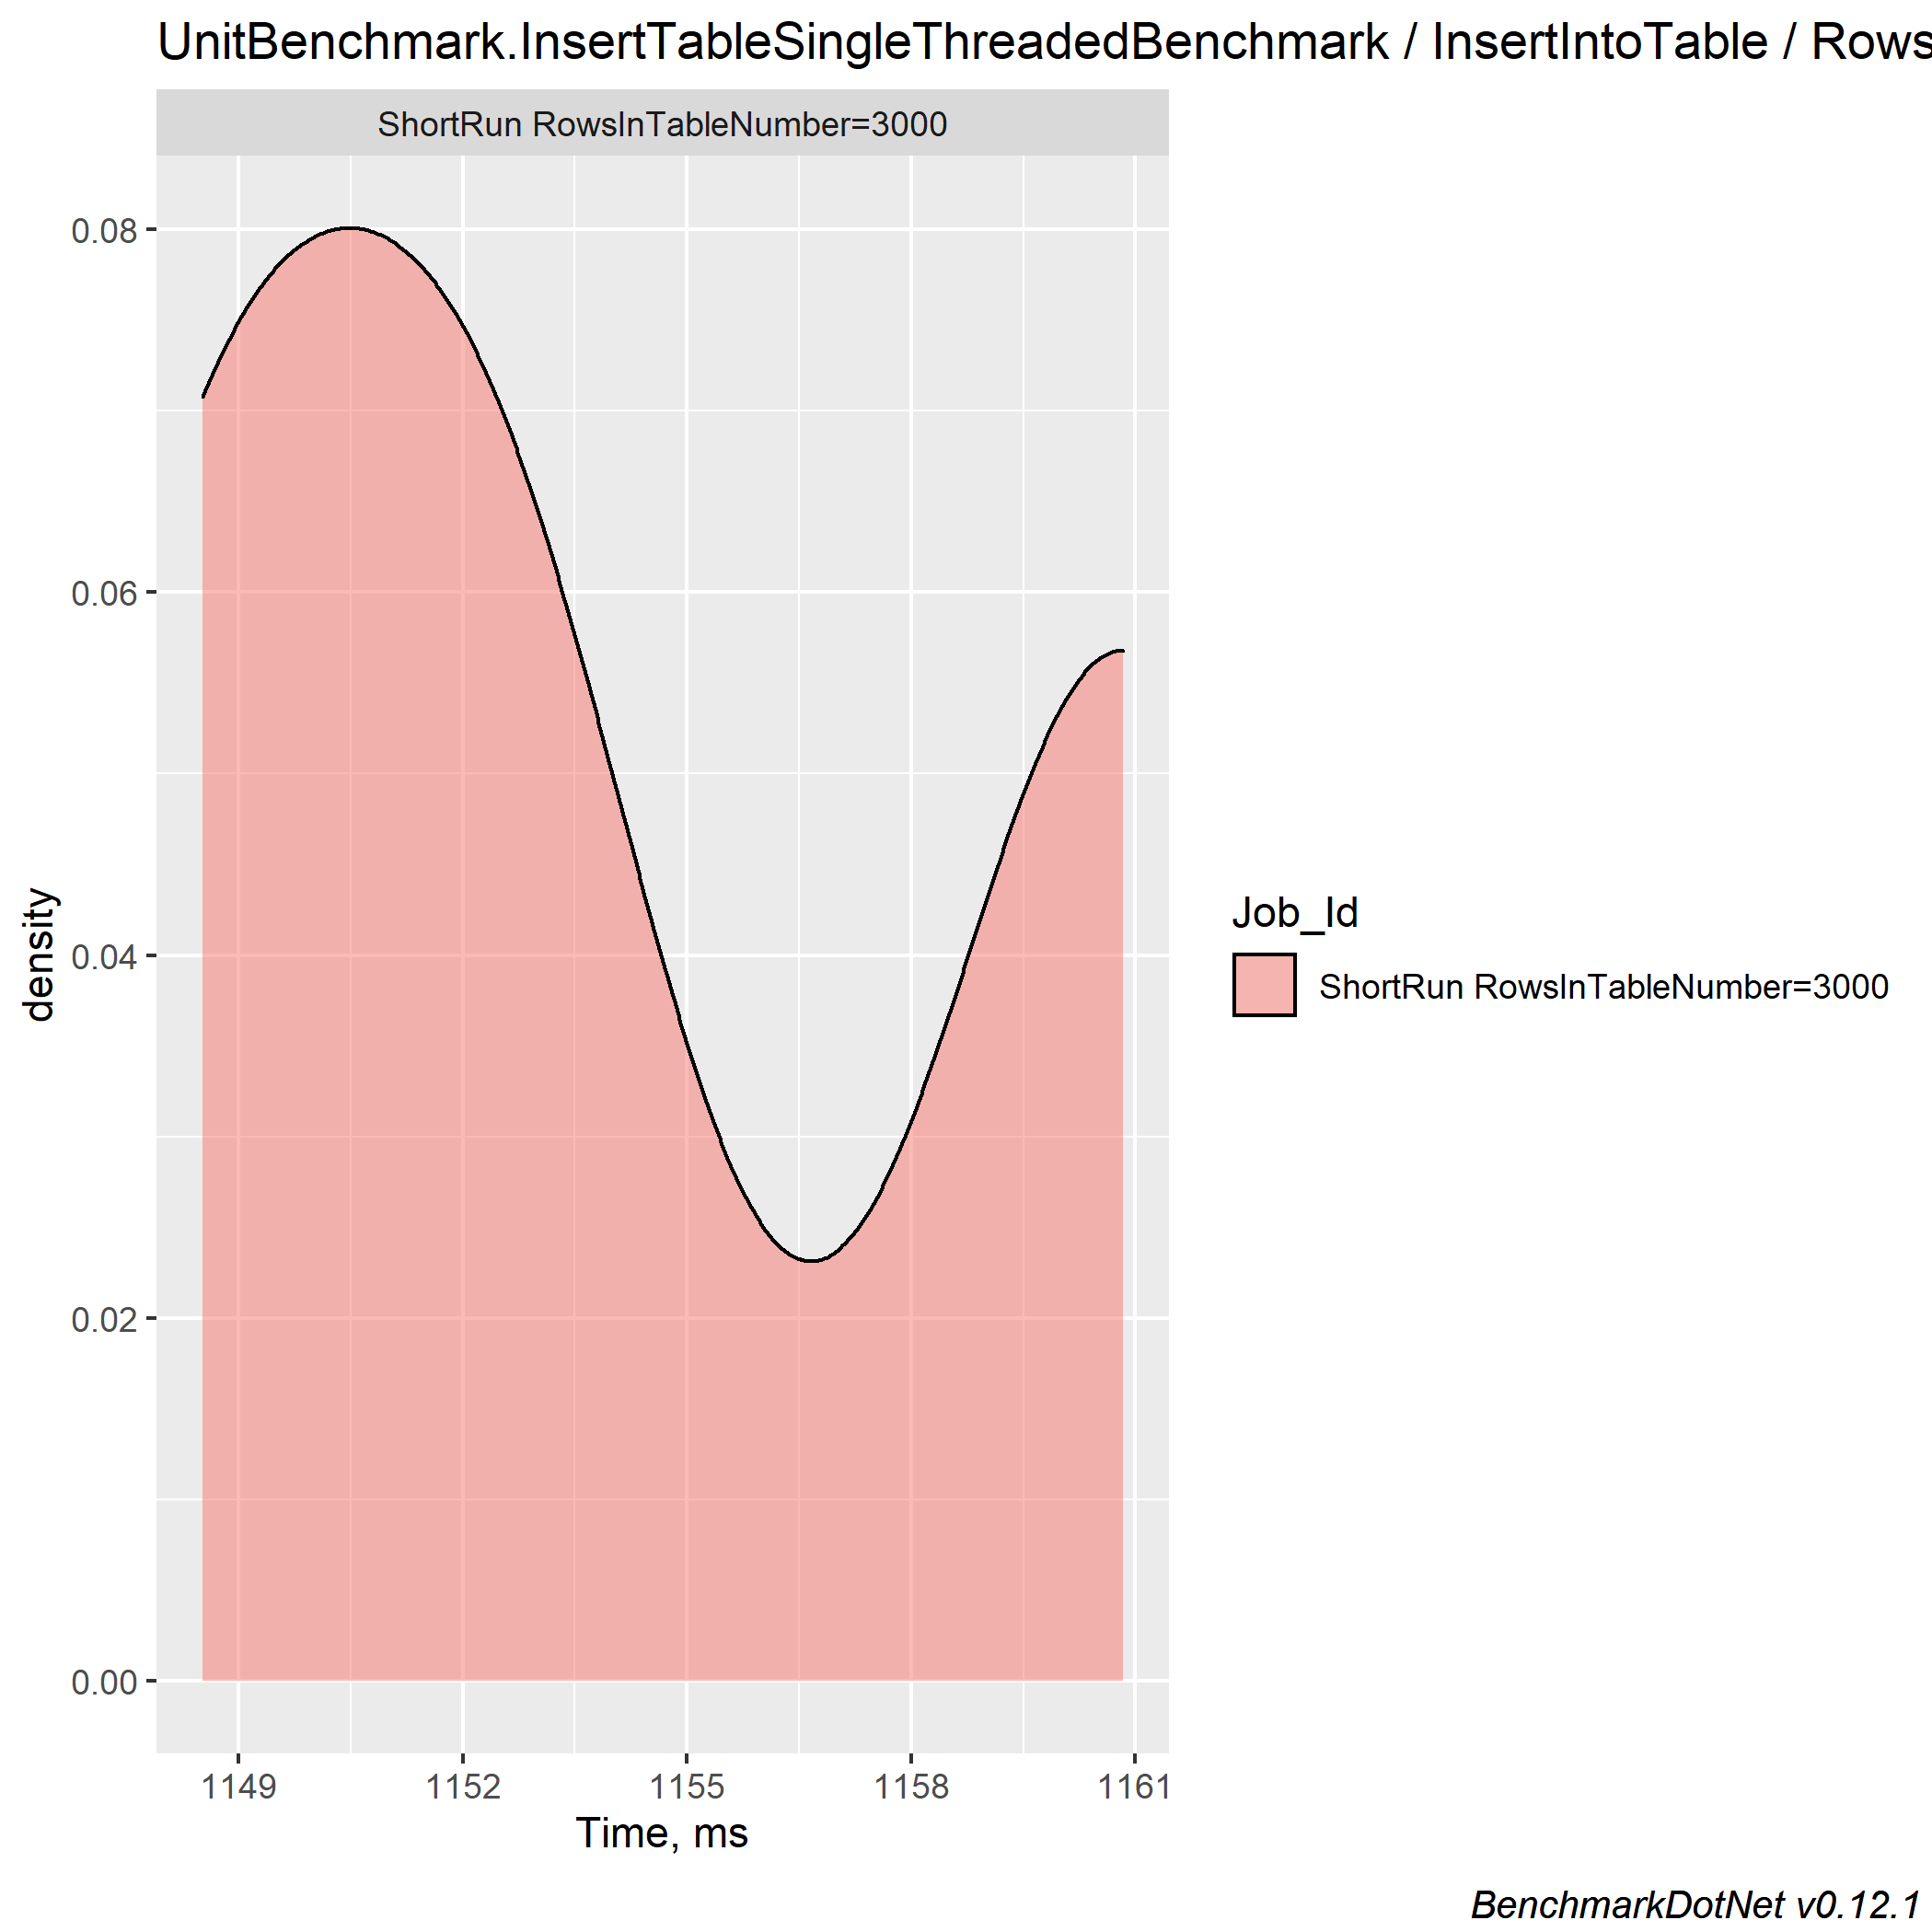 UnitBenchmark.InsertTableSingleThreadedBenchmark / InsertIntoTable / Rows
ShortRun RowsInTableNumber=3000
0.08
0.06
0.04
0.02
0.00
density
1149 1152 1155 1158 1161
Time, ms
Job_Id
ShortRun RowsInTableNumber=3000
BenchmarkDotNet v0.12.1